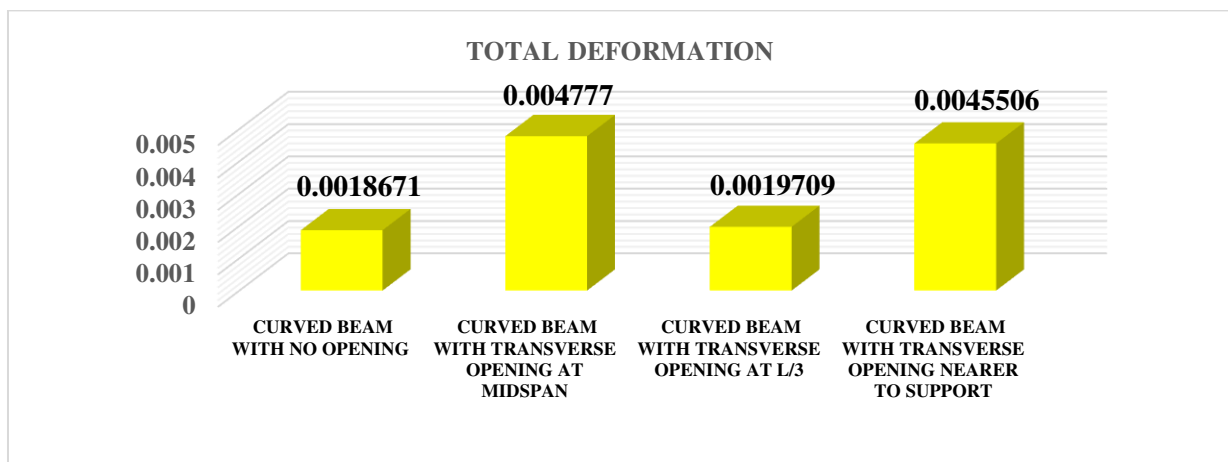 TOTAL DEFORMATION
0.004777
0.0045506
0.005
0.004
0.0018671
0.0019709
0.003
0.002
0.001
0
CURVED BEAM
WITH NO OPENING
CURVED BEAM
WITH TRANSVERSE
OPENING AT
MIDSPAN
CURVED BEAM
WITH TRANSVERSE
OPENING AT L/3
CURVED BEAM
WITH TRANSVERSE
OPENING NEARER
TO SUPPORT